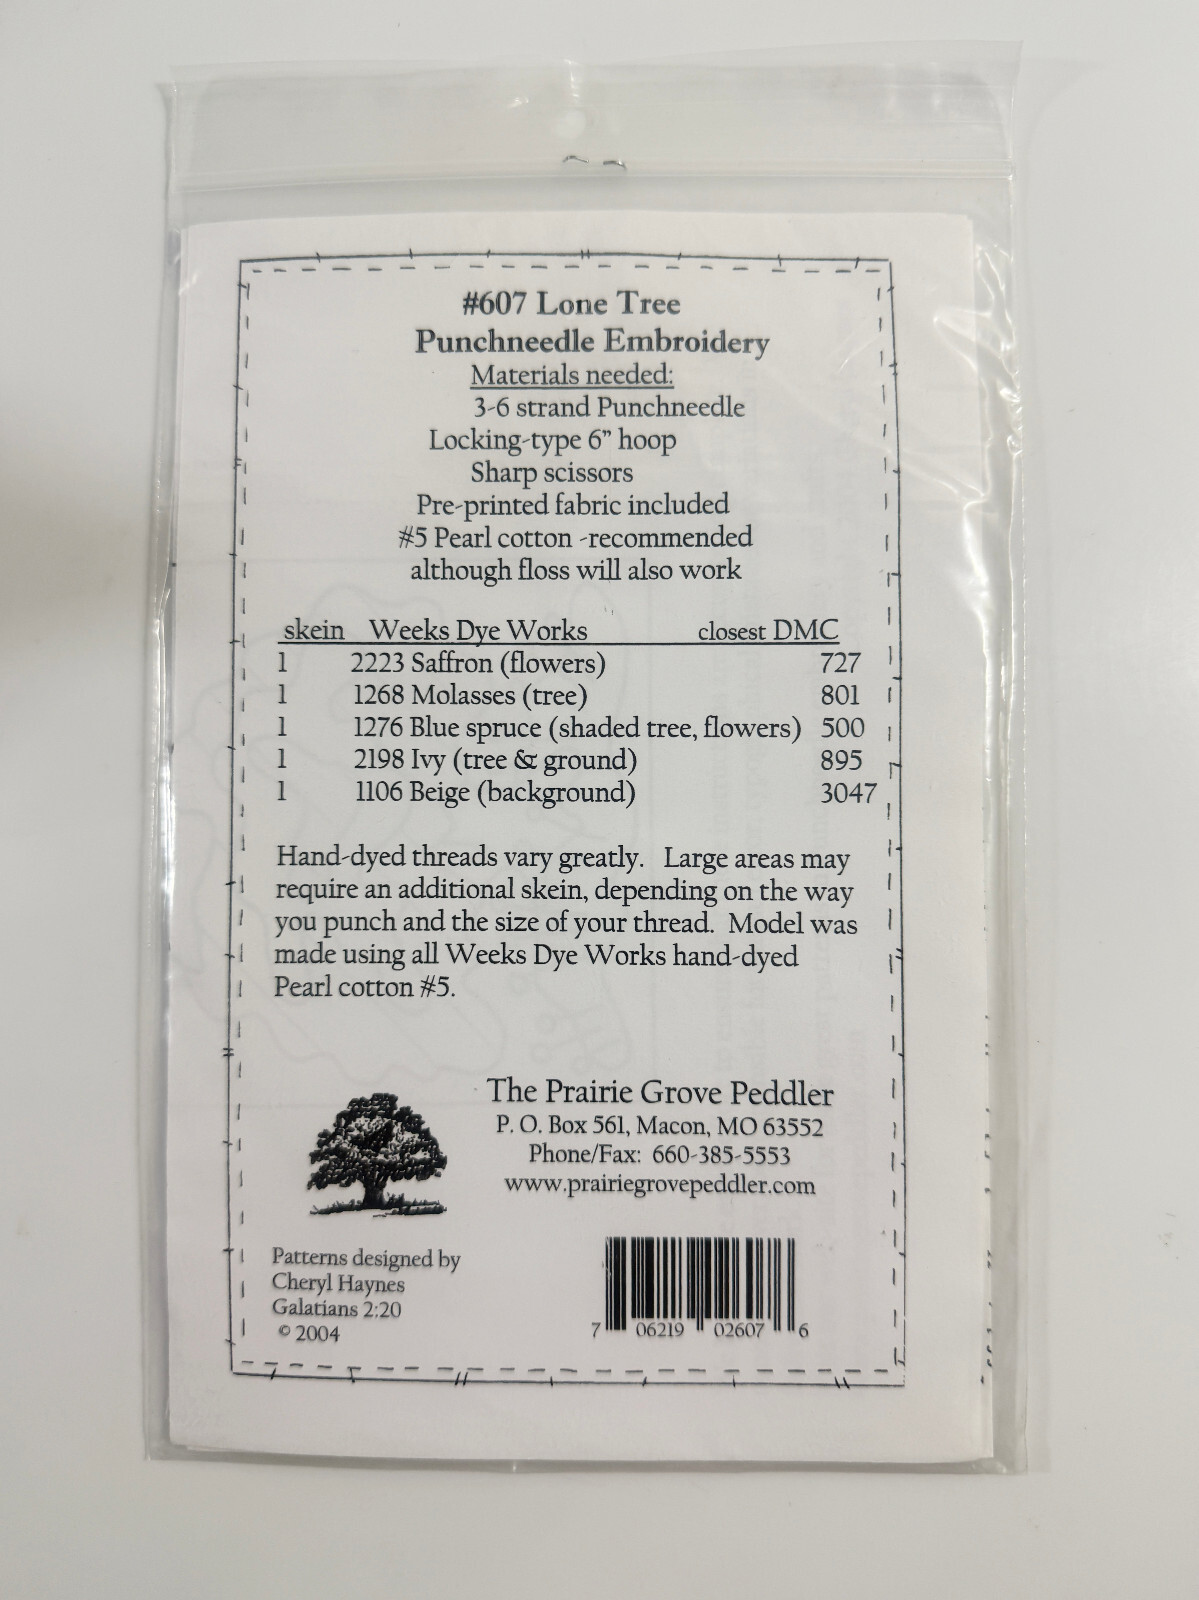 #607 Lone Tree
Punchneedle Embroidery
Materials needed:
3-6 strand Punchneedle
Locking-type 6" hoop
Sharp scissors
Pre-printed fabric included
#5 Pearl cotton -recommended
although floss will also work
skein Weeks Dye Works closest DMC
1 2223 Saffron (flowers) 727
1 1268 Molasses (tree) 801
1 1276 Blue spruce (shaded tree, flowers) 500
1 2198 Ivy (tree & ground) 895
1 1106 Beige (background) 3047
Hand-dyed threads vary greatly. Large areas may
require an additional skein, depending on the way
you punch and the size of your thread. Model was
made using all Weeks Dye Works hand-dyed
Pearl cotton #5.
The Prairie Grove Peddler
P. O. Box 561, Macon, MO 63552
Phone/Fax: 660-385-5553
www.prairiegrovepeddler.com
Patterns designed by
Cheryl Haynes
Galatians 2:20
© 2004
7 06219 02607 6